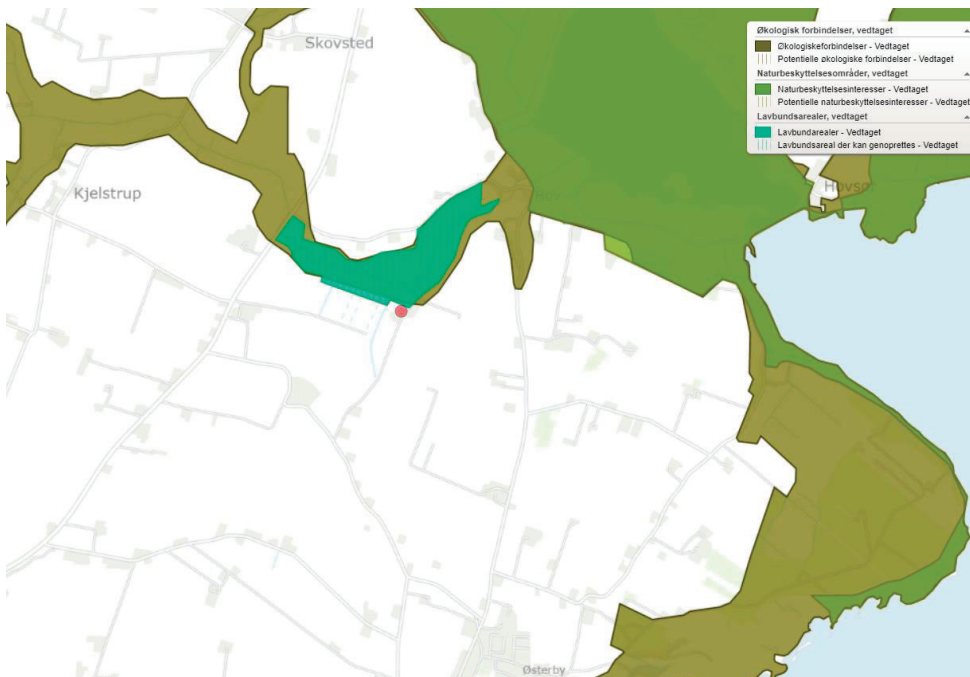 Skovsted
Kjelstrup
Hov
Østerby
Økologisk forbindelser, vedtaget
Økologiskeforbindelser - Vedtaget
Potentielle økologiske forbindelser - Vedtaget
Naturbeskyttelsesområder, vedtaget
Naturbeskyttelsesinteresser - Vedtaget
Potentielle naturbeskyttelsesinteresser - Vedtaget
Lavbundsarealer, vedtaget
Lavbundarealer - Vedtaget
Lavbundsareal der kan genoprettes - Vedtaget